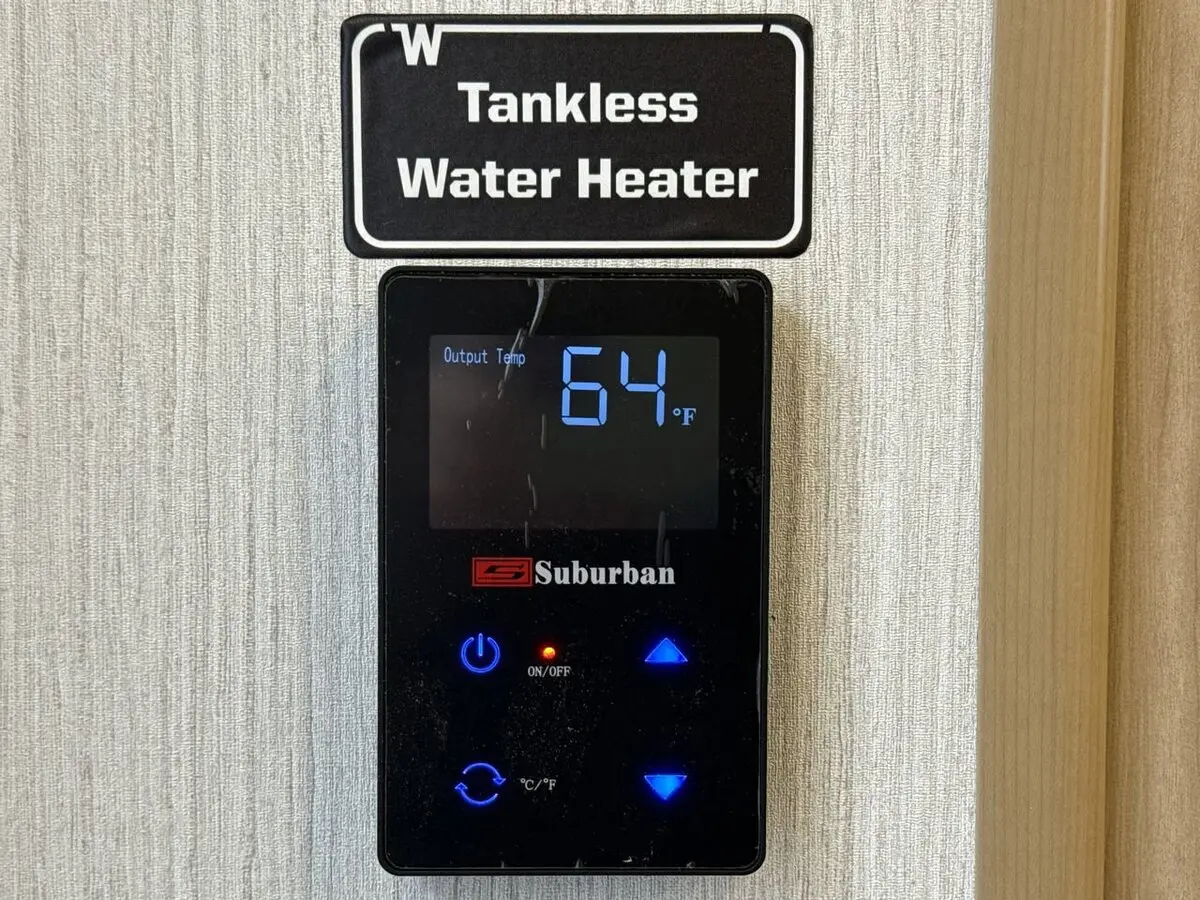 W
Tankless
Water Heater
Output Temp 64 °F
Suburban
ON/OFF
°C/°F